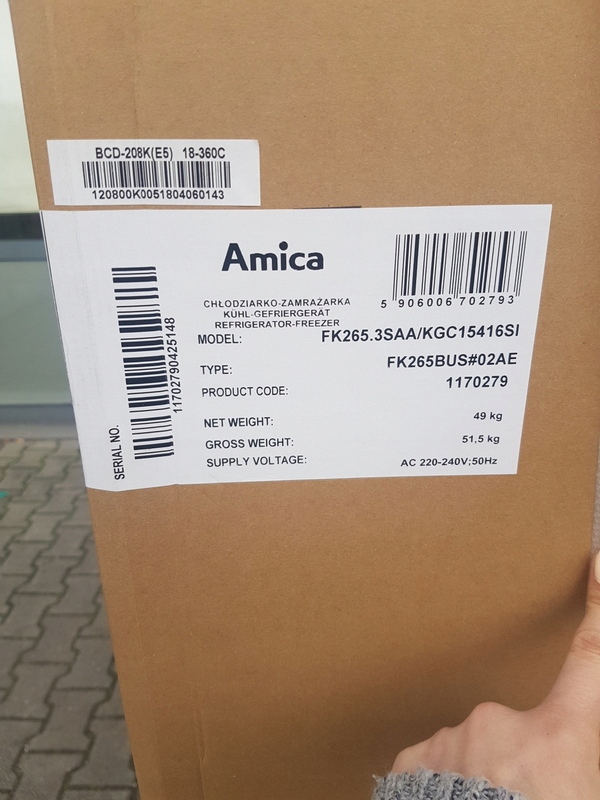 BCD-208K(E5) 18-360C
120800K0051804060143
Amica
5 906006 702793
CHŁODZIARKO-ZAMRAŻARKA
KÜHL-GEFRIERGERÄT
REFRIGERATOR-FREEZER
MODEL: FK265.3SAA/KGC15416SI
TYPE: FK265BUS#02AE
PRODUCT CODE: 1170279
NET WEIGHT: 49 kg
GROSS WEIGHT: 51,5 kg
SUPPLY VOLTAGE: AC 220-240V;50Hz
SERIAL NO.
11702790425148